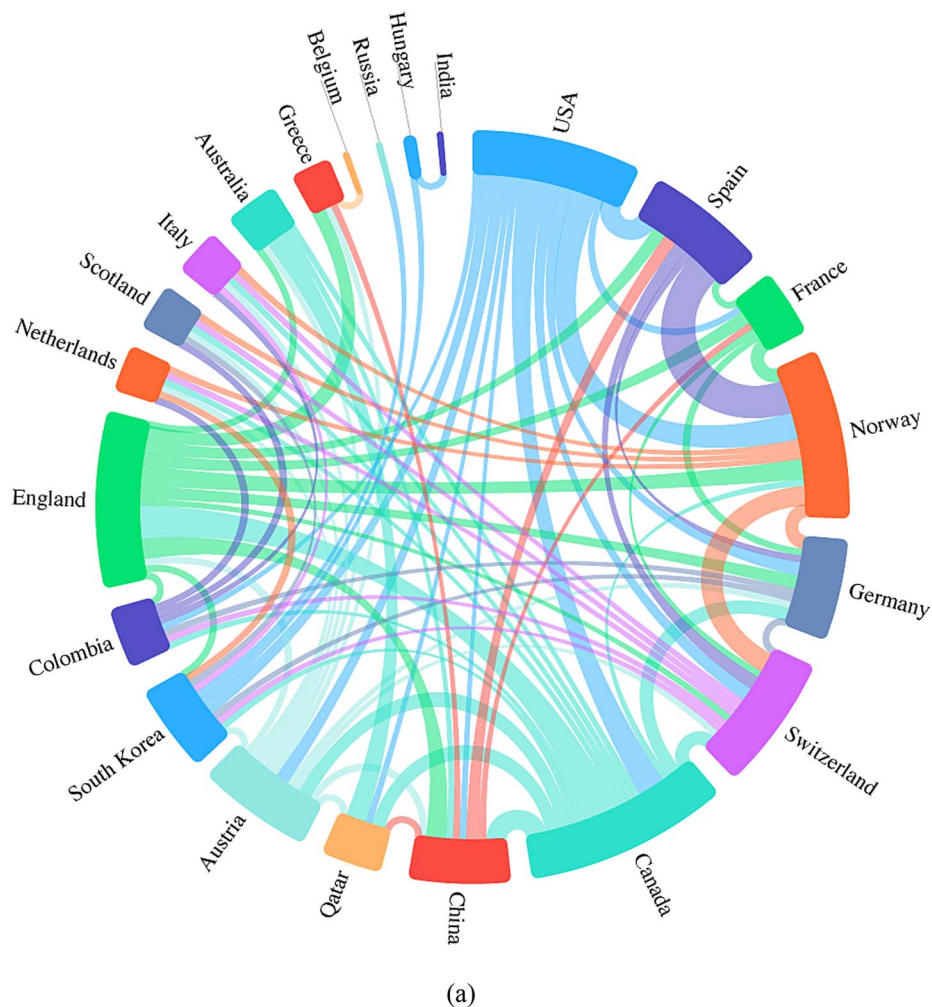 USA
Spain
France
Norway
Germany
Switzerland
Canada
China
Qatar
Austria
South Korea
Colombia
England
Netherlands
Scotland
Italy
Australia
Greece
Belgium
Russia
Hungary
India
(a)